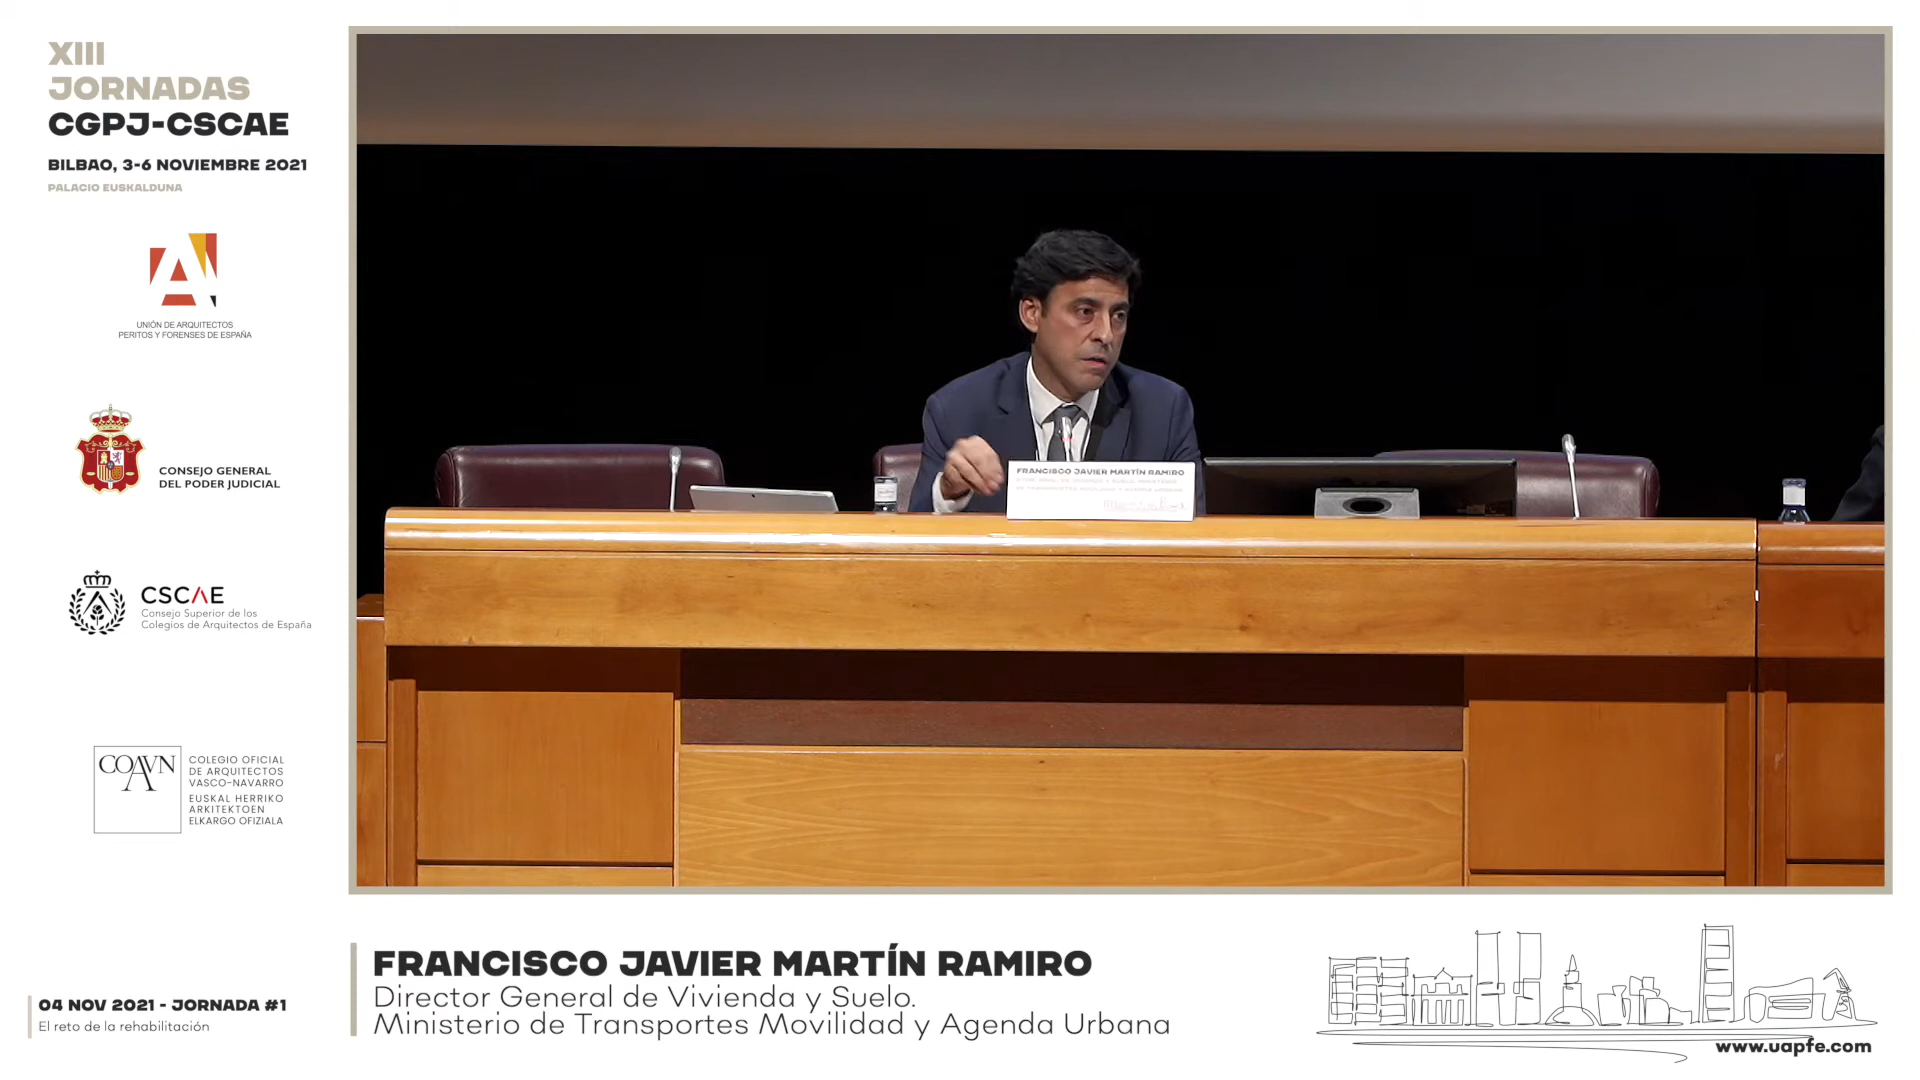 XIII
JORNADAS
CGPJ-CSCAE
BILBAO, 3-6 NOVIEMBRE 2021
PALACIO EUSKALDUNA
UNIÓN DE ARQUITECTOS
PERITOS Y FORENSES DE ESPAÑA
CONSEJO GENERAL
DEL PODER JUDICIAL
CSCAE
Consejo Superior de los
Colegios de Arquitectos de España
COAVN
COLEGIO OFICIAL
DE ARQUITECTOS
VASCO-NAVARRO
EUSKAL HERRIKO
ARKITEKTOEN
ELKARGO OFIZIALA
04 NOV 2021 - JORNADA #1
El reto de la rehabilitación
FRANCISCO JAVIER MARTÍN RAMIRO
FRANCISCO JAVIER MARTÍN RAMIRO
Director General de Vivienda y Suelo.
Ministerio de Transportes Movilidad y Agenda Urbana
www.uapfe.com